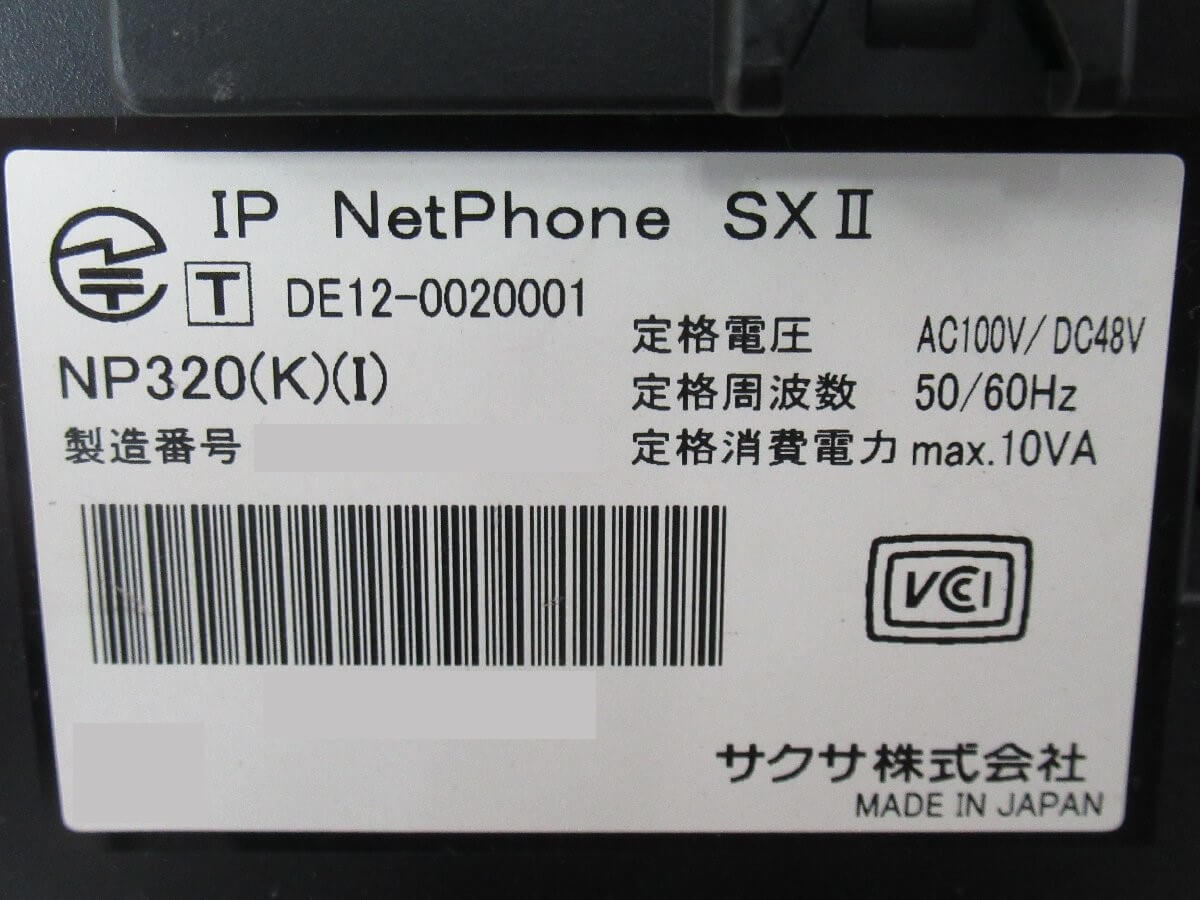 IP NetPhone SXⅡ
T DE12-0020001
NP320(K)(I)
製造番号
定格電圧 AC100V/DC48V
定格周波数 50/60Hz
定格消費電力 max.10VA
VCCI
サクサ株式会社
MADE IN JAPAN